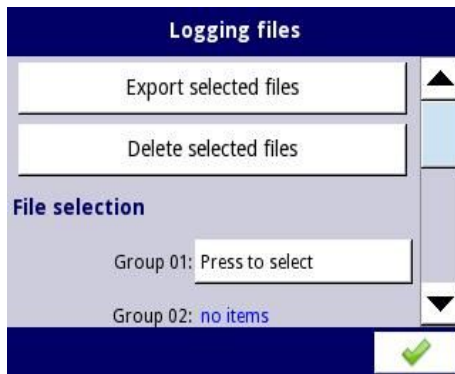 Logging files
Export selected files
Delete selected files
File selection
Group 01: Press to select
Group 02: no items